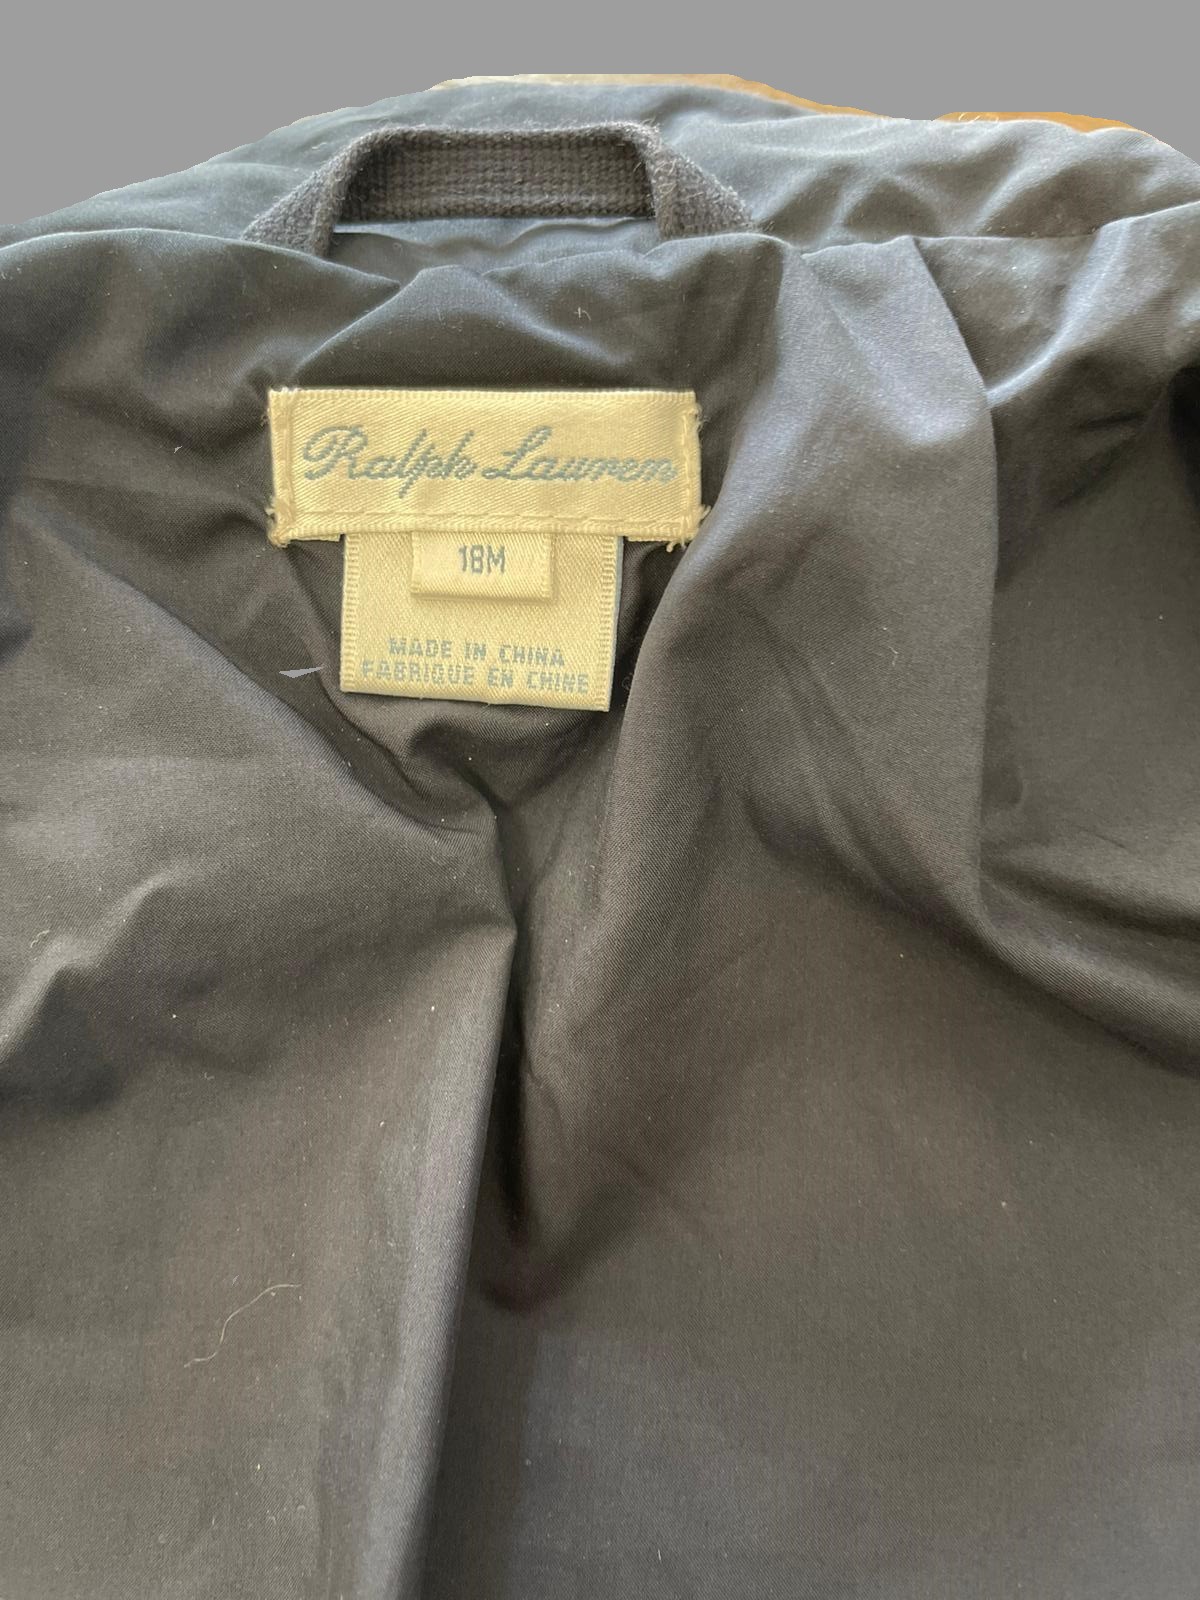 Ralph Lauren
18M
MADE IN CHINA
FABRIQUE EN CHINE